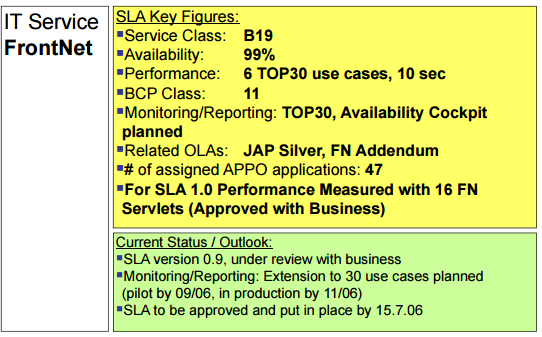 IT Service
FrontNet
SLA Key Figures:
Service Class: B19
Availability: 99%
Performance: 6 TOP30 use cases, 10 sec
BCP Class: 11
Monitoring/Reporting: TOP30, Availability Cockpit
planned
Related OLAs: JAP Silver, FN Addendum
# of assigned APPO applications: 47
For SLA 1.0 Performance Measured with 16 FN
Servlets (Approved with Business)
Current Status / Outlook:
SLA version 0.9, under review with business
Monitoring/Reporting: Extension to 30 use cases planned
(pilot by 09/06, in production by 11/06)
SLA to be approved and put in place by 15.7.06